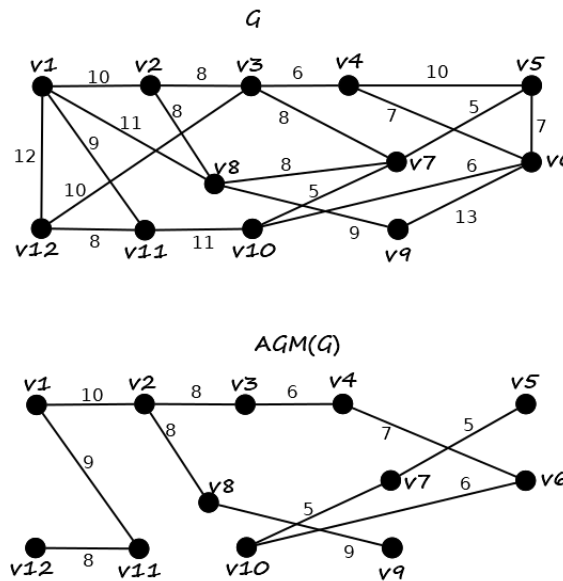 G
v1 v2 v3 v4 v5
10 8 6 10
8
11 8 5 7
9 7
12
v8 8 v7 6 v6
10 5
13
v12 8 v11 11 v10 9 v9
AGM(G)
v1 v2 v3 v4 v5
10 8 6
8 7 5
9
v8 v7 6 v6
5
v12 8 v11 v10 9 v9